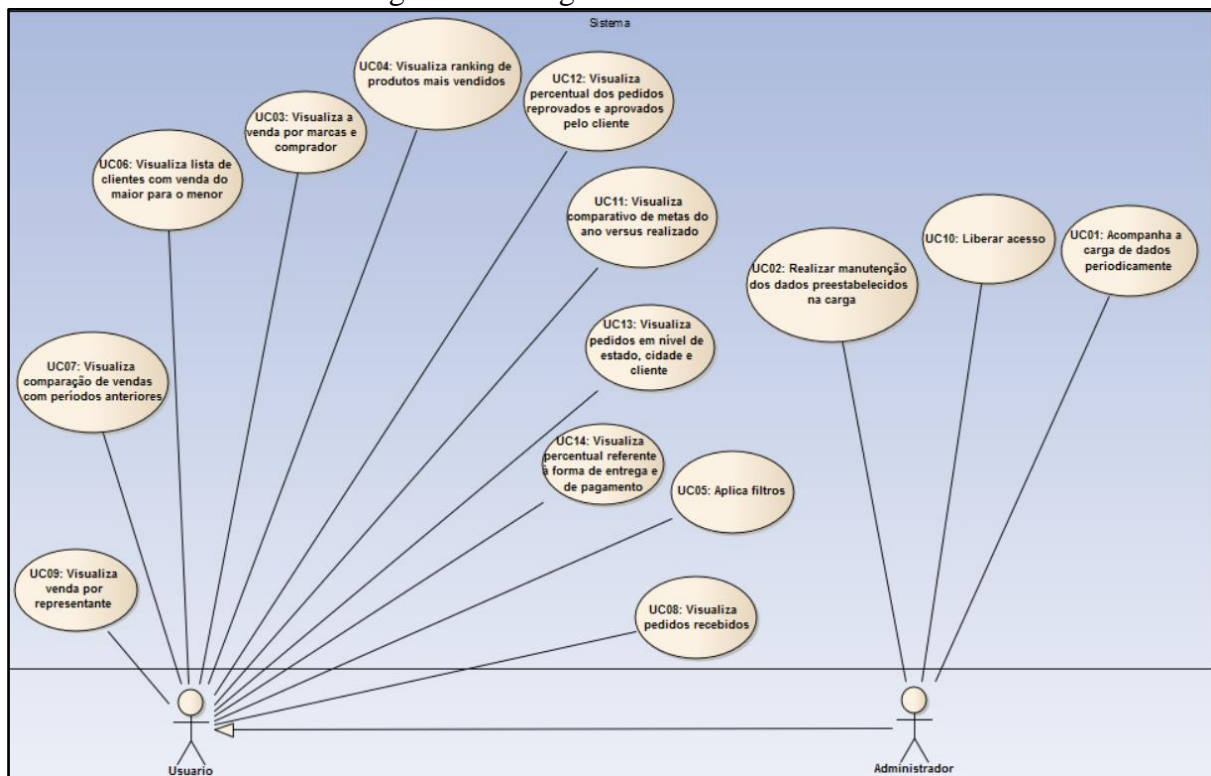 Sistema
UC04: Visualiza ranking de
produtos mais vendidos
UC12: Visualiza
percentual dos pedidos
reprovados e aprovados
pelo cliente
UC03: Visualiza a
venda por marcas e
comprador
UC06: Visualiza lista de
clientes com venda do
maior para o menor
UC11: Visualiza
comparativo de metas do
ano versus realizado
UC02: Realizar manutenção
dos dados preestabelecidos
na carga
UC10: Liberar acesso
UC01: Acompanha a
carga de dados
periodicamente
UC13: Visualiza
pedidos em nivel de
estado, cidade e
cliente
UC07: Visualiza
comparação de vendas
com períodos anteriores
UC14: Visualiza
percentual referente
à forma de entrega e
de pagamento
UC05: Aplica filtros
UC09: Visualiza
venda por
representante
UC08: Visualiza
pedidos recebidos
Usuario
Administrador